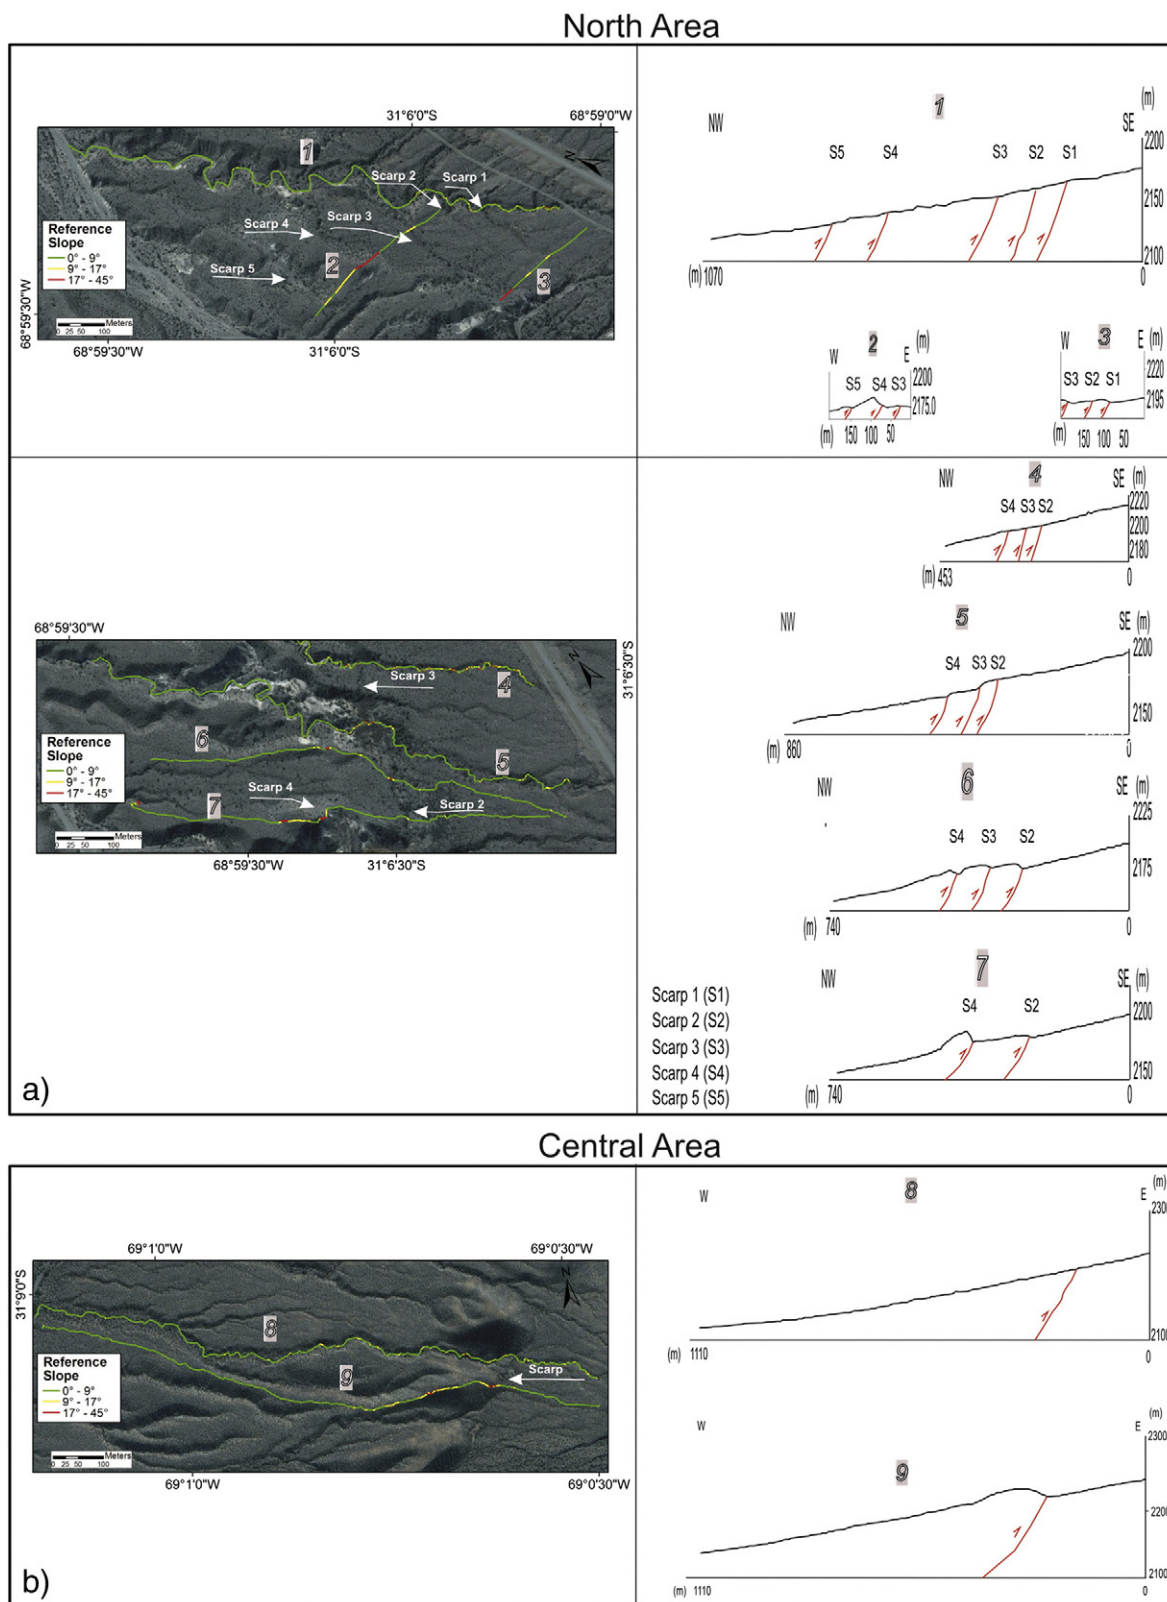 North Area
31°6'0"S
68°59'0"W
1
Scarp 2
Scarp 1
Scarp 4
Scarp 3
Scarp 5
2
3
N
Reference
Slope
0° - 9°
9° - 17°
17° - 45°
Meters
0 25 50 100
68°59'30"W
68°59'30"W
31°6'0"S
1
(m)
NW
SE
2200
S5 S4 S3 S2 S1
2150
2100
(m) 1070
0
2
W E (m)
S5 S4 S3
2200
2175.0
(m) 150 100 50
3
W E (m)
2220
S3 S2 S1
2195
(m) 150 100 50
68°59'30"W
31°6'30"S
N
Scarp 3
4
6
5
Scarp 4
7
Scarp 2
Reference
Slope
0° - 9°
9° - 17°
17° - 45°
Meters
0 25 50 100
68°59'30"W
31°6'30"S
4
NW SE (m)
2220
S4 S3 S2
2200
2180
(m) 453 0
5
NW SE (m)
2200
S4 S3 S2
2150
(m) 860 0
6
NW SE (m)
2225
S4 S3 S2
2175
(m) 740 0
7
NW SE (m)
S4 S2
2200
2150
(m) 740 0
Scarp 1 (S1)
Scarp 2 (S2)
Scarp 3 (S3)
Scarp 4 (S4)
Scarp 5 (S5)
a)
Central Area
69°1'0"W
69°0'30"W
31°9'0"S
N
8
9
Scarp
Reference
Slope
0° - 9°
9° - 17°
17° - 45°
Meters
0 25 50 100
69°1'0"W
69°0'30"W
8
(m)
W E
2300
2100
(m) 1110 0
9
(m)
W E
2300
2200
2100
(m) 1110 0
b)